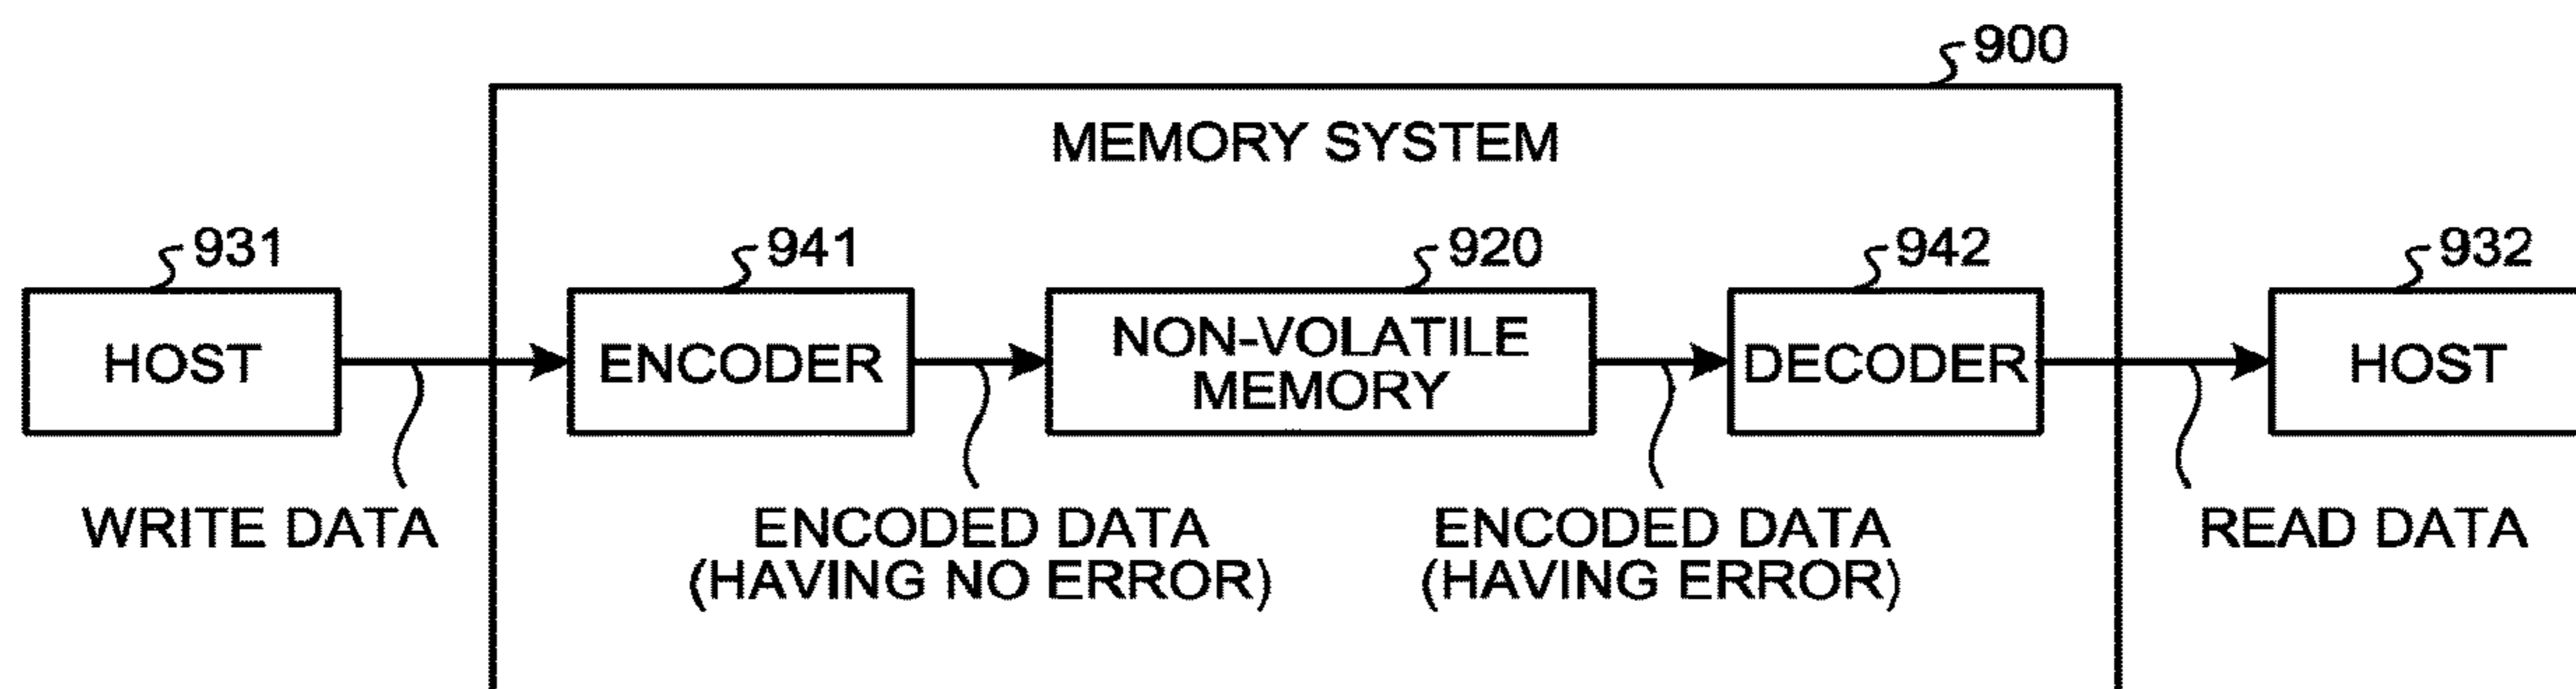 900
MEMORY SYSTEM
931
941
920
942
932
HOST
ENCODER
NON-VOLATILE
MEMORY
DECODER
HOST
WRITE DATA
ENCODED DATA
(HAVING NO ERROR)
ENCODED DATA
(HAVING ERROR)
READ DATA